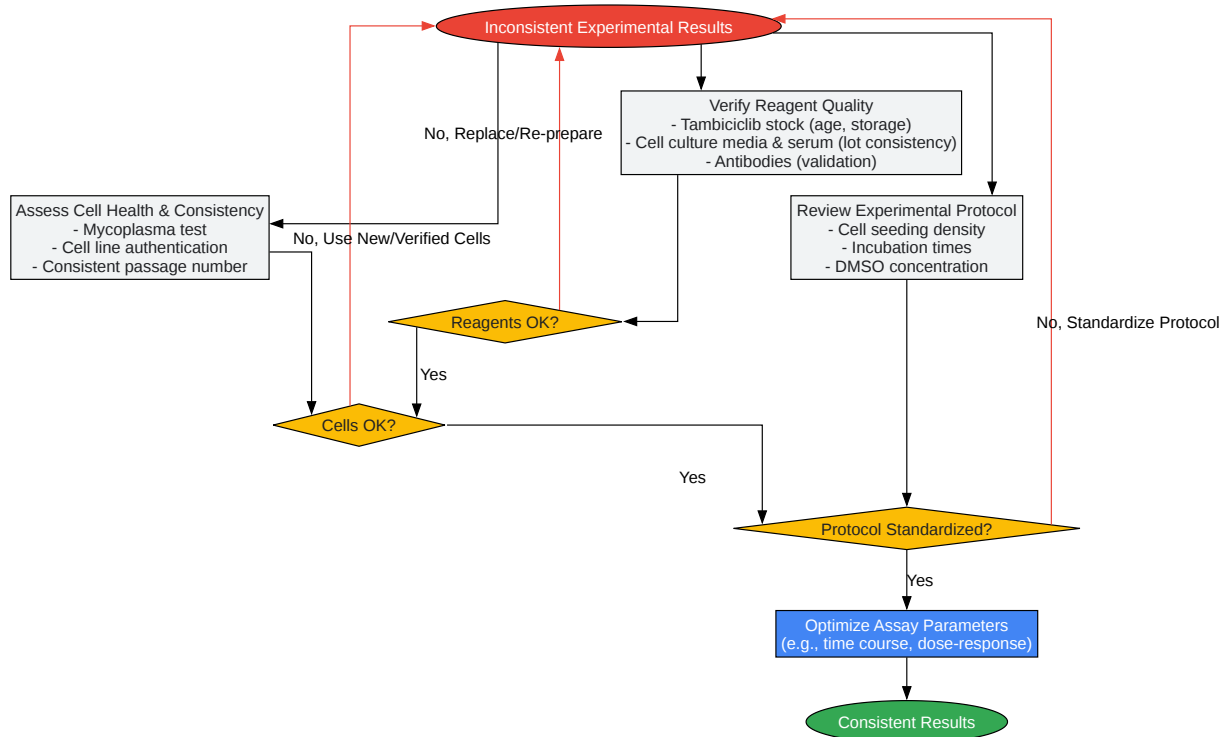 Inconsistent Experimental Results
Verify Reagent Quality
- Tambiciclib stock (age, storage)
- Cell culture media & serum (lot consistency)
- Antibodies (validation)
No, Replace/Re-prepare
Assess Cell Health & Consistency
- Mycoplasma test
- Cell line authentication
- Consistent passage number
No, Use New/Verified Cells
Review Experimental Protocol
- Cell seeding density
- Incubation times
- DMSO concentration
Reagents OK?
No, Standardize Protocol
Yes
Cells OK?
Yes
Protocol Standardized?
Yes
Optimize Assay Parameters
(e.g., time course, dose-response)
Consistent Results